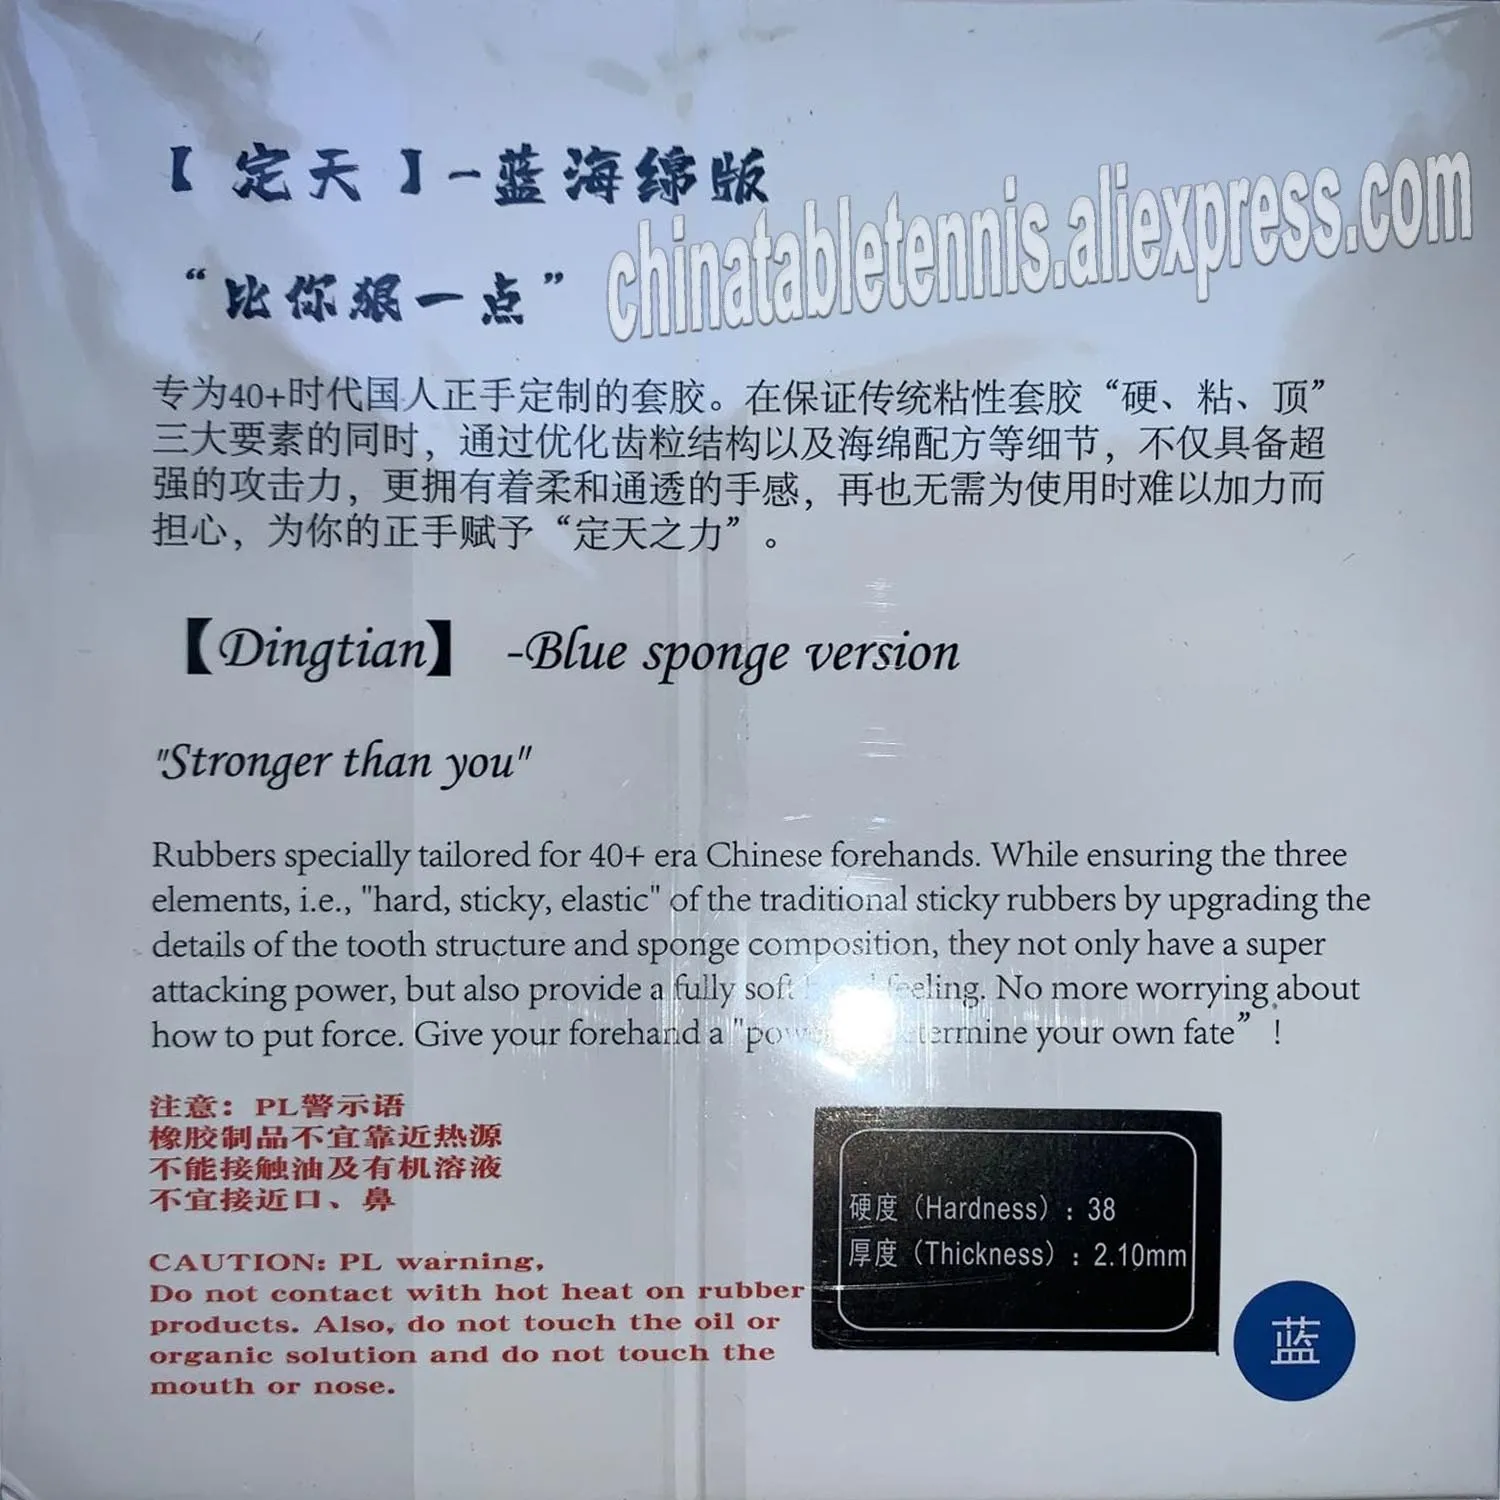 【定天】-蓝海绵版
chinatabletennis.aliexpress.com
“比你狠一点”
专为40+时代国人正手定制的套胶。在保证传统粘性套胶“硬、粘、顶”
三大要素的同时，通过优化齿粒结构以及海绵配方等细节，不仅具备超
强的攻击力，更拥有着柔和通透的手感，再也无需为使用时难以加力而
担心，为你的正手赋予“定天之力”。
【Dingtian】 -Blue sponge version
"Stronger than you"
Rubbers specially tailored for 40+ era Chinese forehands. While ensuring the three
elements, i.e., "hard, sticky, elastic" of the traditional sticky rubbers by upgrading the
details of the tooth structure and sponge composition, they not only have a super
attacking power, but also provide a fully soft feeling. No more worrying about
how to put force. Give your forehand a " your own fate”！
注意：PL警示语
橡胶制品不宜靠近热源
不能接触油及有机溶液
不宜接近口、鼻
CAUTION: PL warning,
Do not contact with hot heat on rubber
products. Also, do not touch the oil or
organic solution and do not touch the
mouth or nose.
硬度（Hardness）：38
厚度（Thickness）：2.10mm
蓝